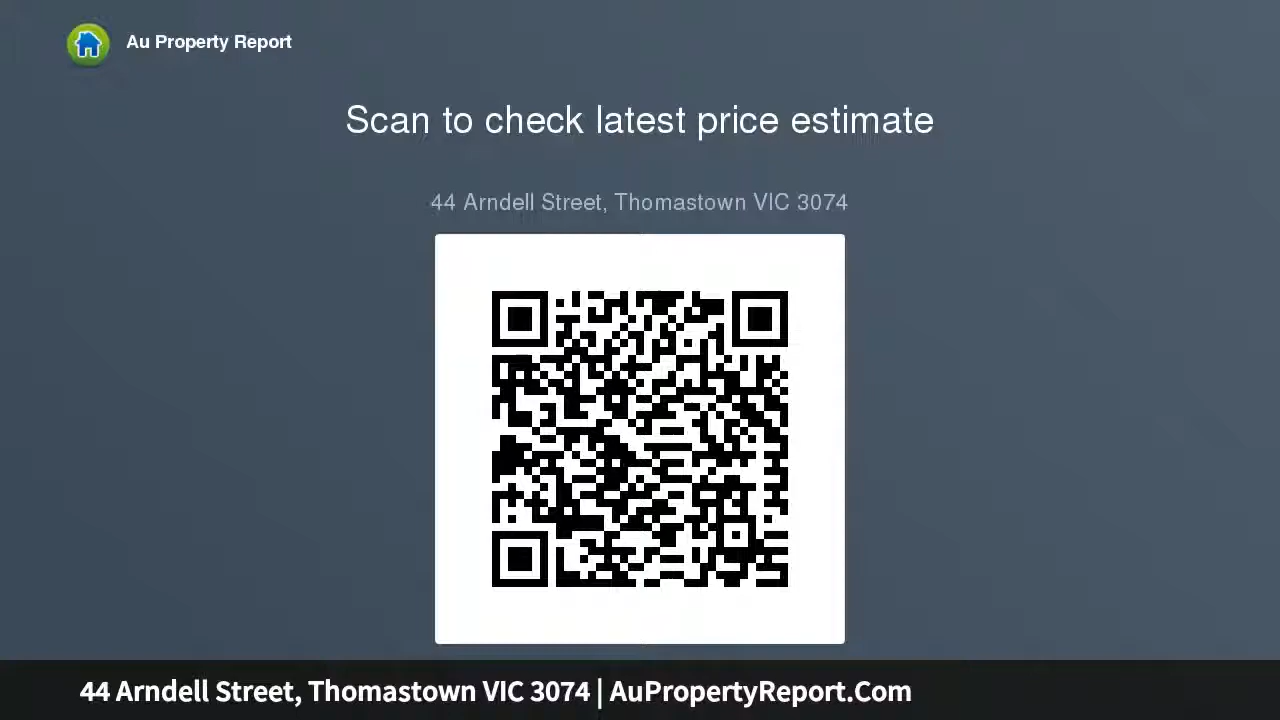 Au Property Report
Scan to check latest price estimate
44 Arndell Street, Thomastown VIC 3074
44 Arndell Street, Thomastown VIC 3074 | AuPropertyReport.Com